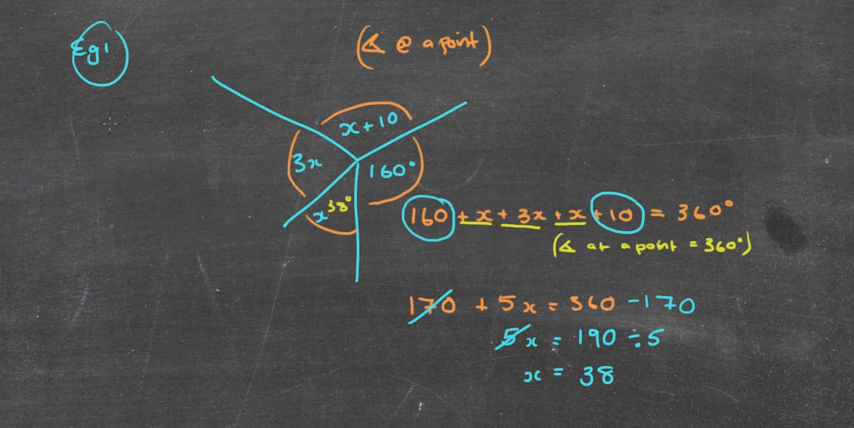 Eg1
(∡ @ a point)
x+10
3x
160°
x 38°
160 + x + 3x + x + 10 = 360°
(∡ at a point = 360°)
170 + 5x = 360 -170
5x = 190 ÷5
x = 38